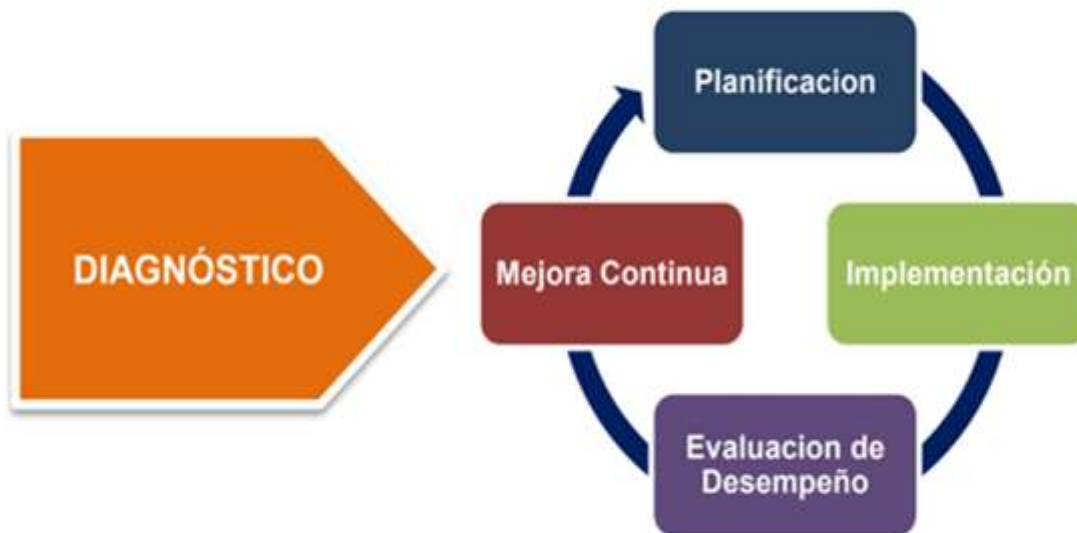 DIAGNÓSTICO
Planificacion
Implementación
Evaluacion de
Desempeño
Mejora Continua